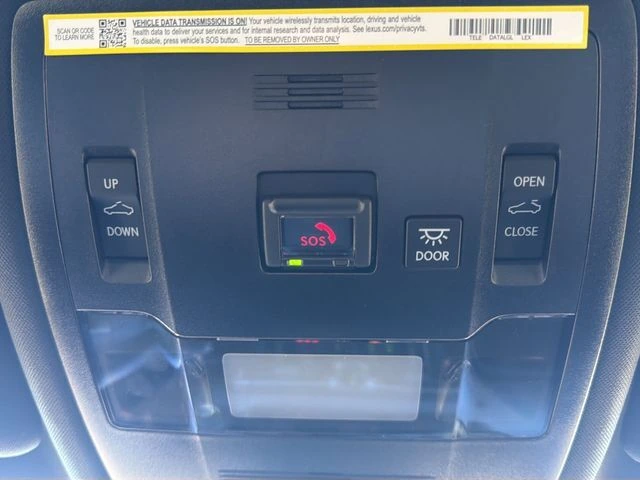 SCAN QR CODE
TO LEARN MORE
VEHICLE DATA TRANSMISSION IS ON! Your vehicle wirelessly transmits location, driving and vehicle
health data to deliver your services and for internal research and data analysis. See lexus.com/privacyvts.
To disable, press vehicle's SOS button. TO BE REMOVED BY OWNER ONLY
TELE DATALGL LEX
UP
DOWN
SOS
DOOR
OPEN
CLOSE